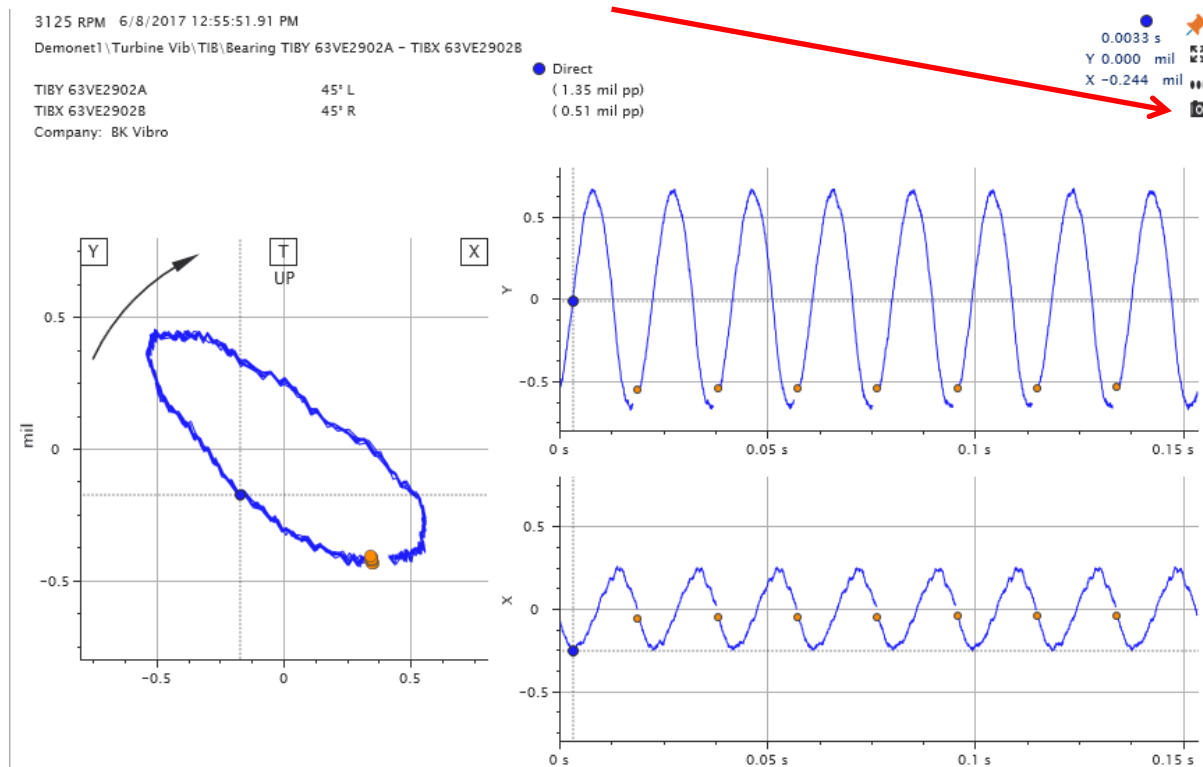 3125 RPM 6/8/2017 12:55:51.91 PM
Demonet1\Turbine Vib\TIB\Bearing TIBY 63VE2902A - TIBX 63VE2902B
TIBY 63VE2902A 45° L
TIBX 63VE2902B 45° R
Company: BK Vibro
Direct
( 1.35 mil pp)
( 0.51 mil pp)
0.0033 s
Y 0.000 mil
X -0.244 mil
Y T X
UP
0.5
0
-0.5
mil
-0.5 0 0.5
0.5
0
-0.5
Y
0 s 0.05 s 0.1 s 0.15 s
0.5
0
-0.5
X
0 s 0.05 s 0.1 s 0.15 s